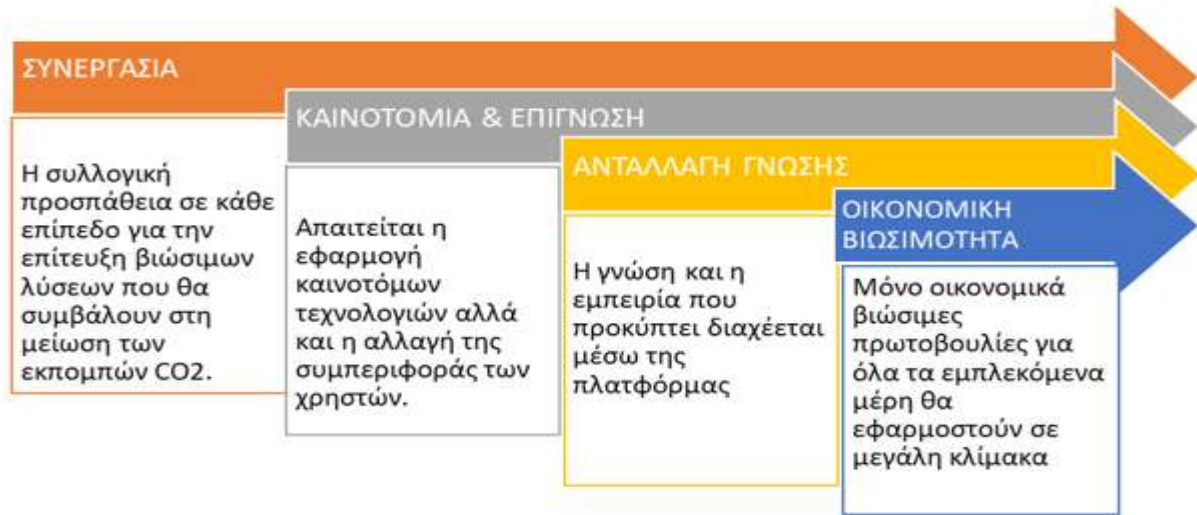 ΣΥΝΕΡΓΑΣΙΑ
Η συλλογική
προσπάθεια σε κάθε
επίπεδο για την
επίτευξη βιώσιμων
λύσεων που θα
συμβάλουν στη
μείωση των
εκπομπών CO2.
ΚΑΙΝΟΤΟΜΙΑ & ΕΠΙΓΝΩΣΗ
Απαιτείται η
εφαρμογή
καινοτόμων
τεχνολογιών αλλά
και η αλλαγή της
συμπεριφοράς των
χρηστών.
ΑΝΤΑΛΛΑΓΗ ΓΝΩΣΗΣ
Η γνώση και η
εμπειρία που
προκύπτει διαχέεται
μέσω της
πλατφόρμας
ΟΙΚΟΝΟΜΙΚΗ
ΒΙΩΣΙΜΟΤΗΤΑ
Μόνο οικονομικά
βιώσιμες
πρωτοβουλίες για
όλα τα εμπλεκόμενα
μέρη θα
εφαρμοστούν σε
μεγάλη κλίμακα